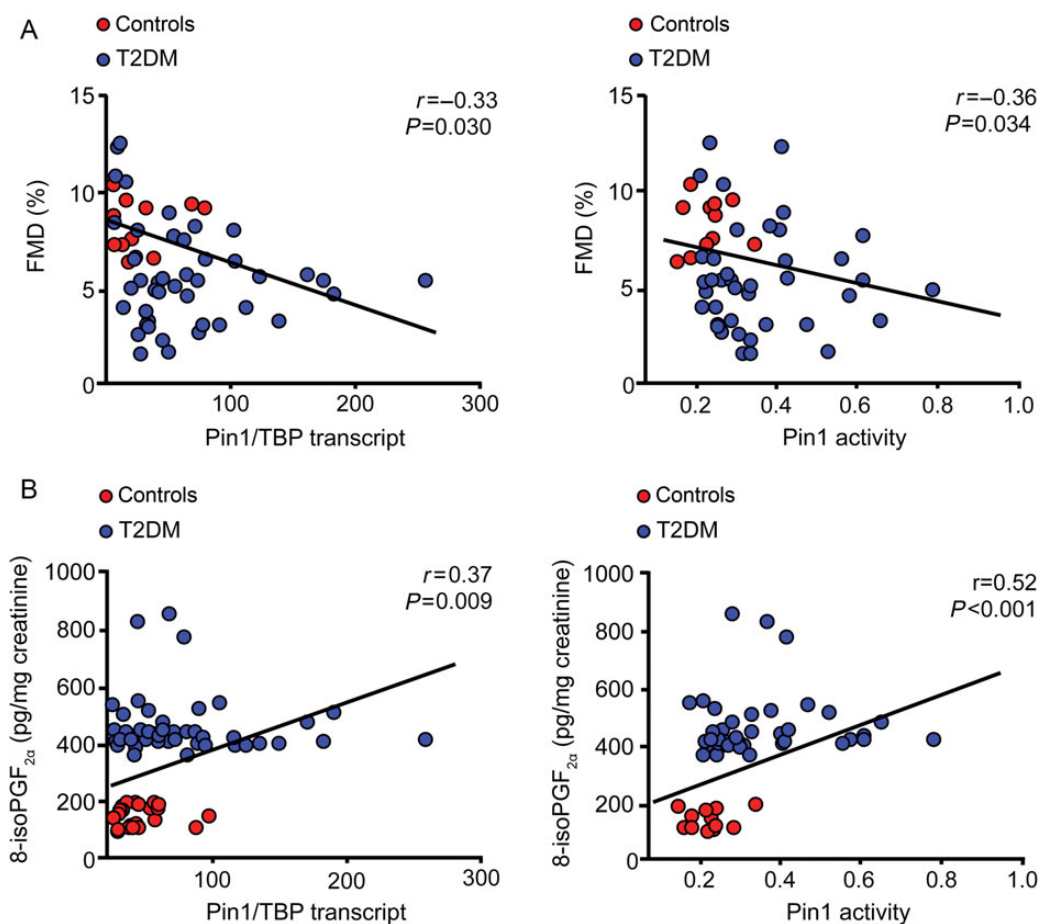 A
Controls
T2DM
r=–0.33
P=0.030
15
10
5
0
FMD (%)
100
200
300
Pin1/TBP transcript
Controls
T2DM
r=–0.36
P=0.034
15
10
5
0
FMD (%)
0.2
0.4
0.6
0.8
1.0
Pin1 activity
B
Controls
T2DM
r=0.37
P=0.009
1000
800
600
400
200
0
8-isoPGF2α (pg/mg creatinine)
100
200
300
Pin1/TBP transcript
Controls
T2DM
r=0.52
P<0.001
1000
800
600
400
200
0
8-isoPGF2α (pg/mg creatinine)
0.2
0.4
0.6
0.8
1.0
Pin1 activity